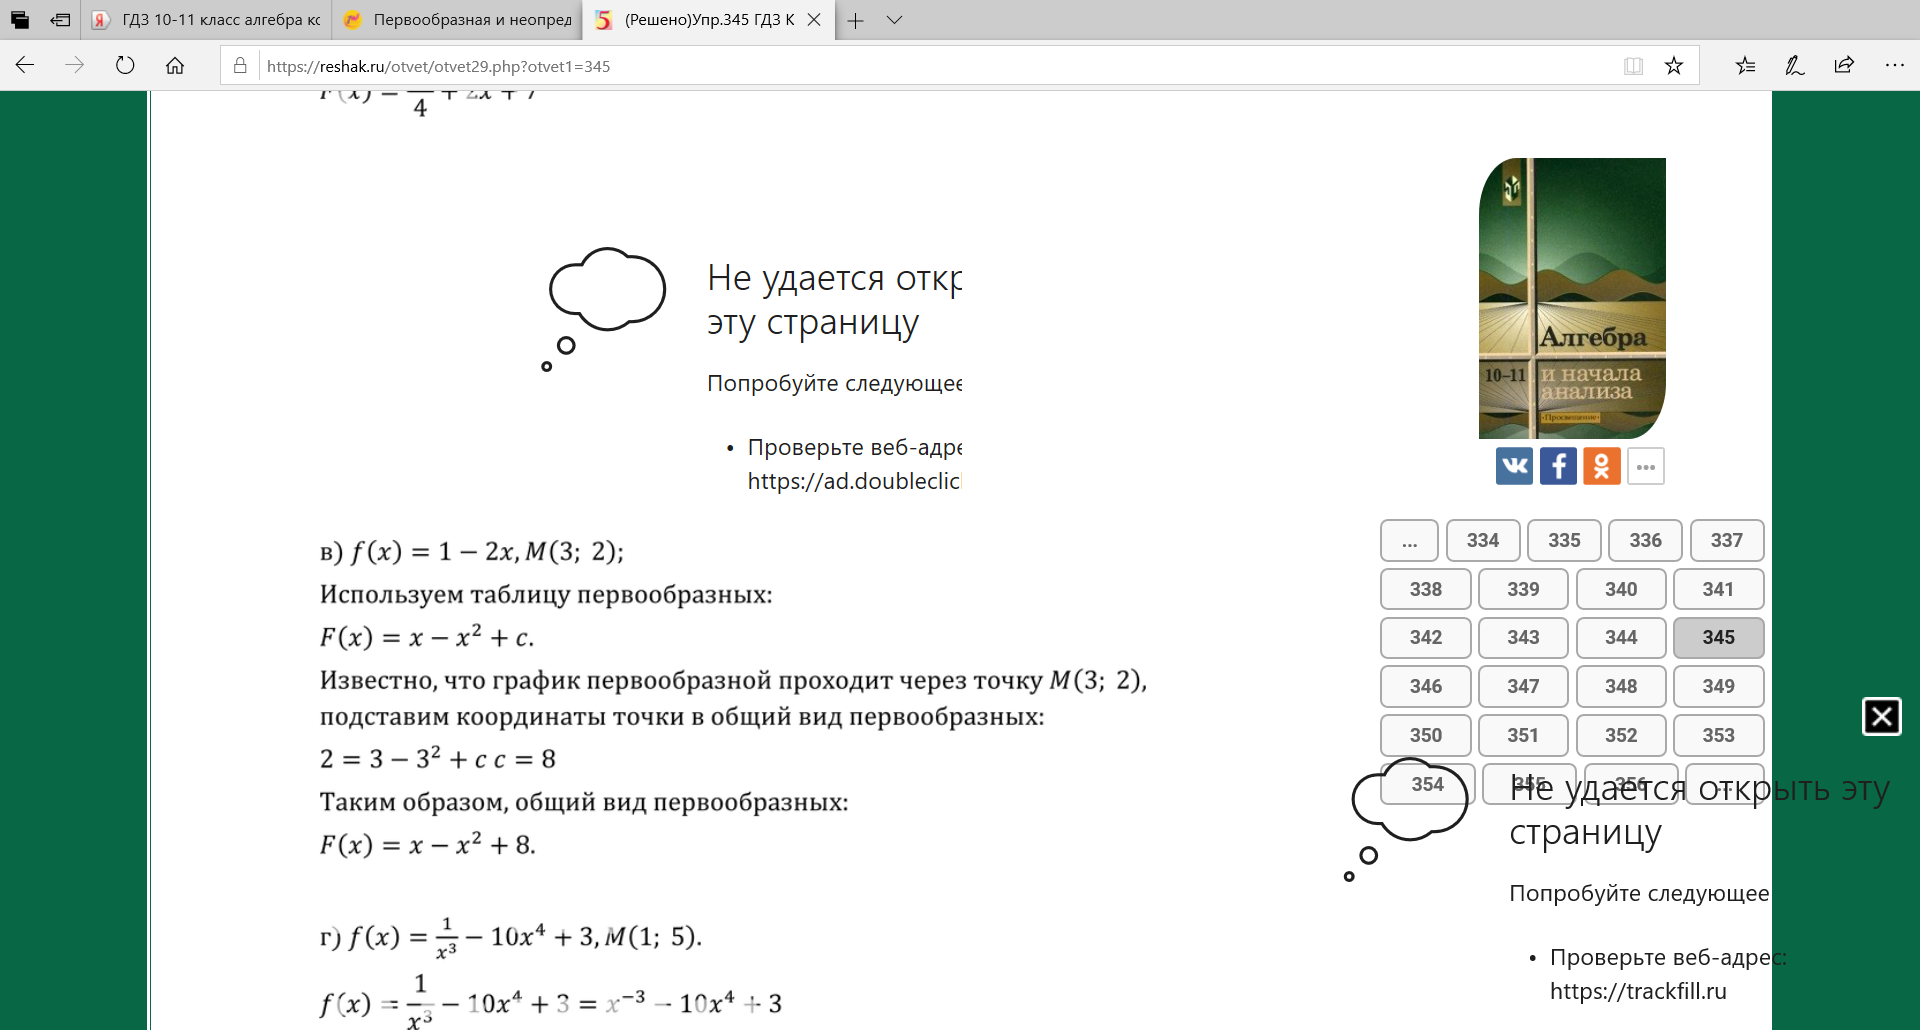 ГДЗ 10-11 класс алгебра кс
Первообразная и неопред
(Решено)Упр.345 ГДЗ К
https://reshak.ru/otvet/otvet29.php?otvet1=345
F(x) = — + 2x + 7
4
Не удается откр
эту страницу
Попробуйте следующее
• Проверьте веб-адре
https://ad.doubleclic
в) f(x) = 1 − 2x, M(3; 2);
Используем таблицу первообразных:
F(x) = x − x² + c.
Известно, что график первообразной проходит через точку M(3; 2),
подставим координаты точки в общий вид первообразных:
2 = 3 − 3² + c c = 8
Таким образом, общий вид первообразных:
F(x) = x − x² + 8.
г) f(x) = 1/x³ − 10x⁴ + 3, M(1; 5).
f(x) = 1/x³ − 10x⁴ + 3 = x⁻³ − 10x⁴ + 3
Алгебра
10–11 и начала
анализа
•Просвещение•
... 334 335 336 337
338 339 340 341
342 343 344 345
346 347 348 349
350 351 352 353
354 355 356 ...
Не удается открыть эту
страницу
Попробуйте следующее
• Проверьте веб-адрес:
https://trackfill.ru